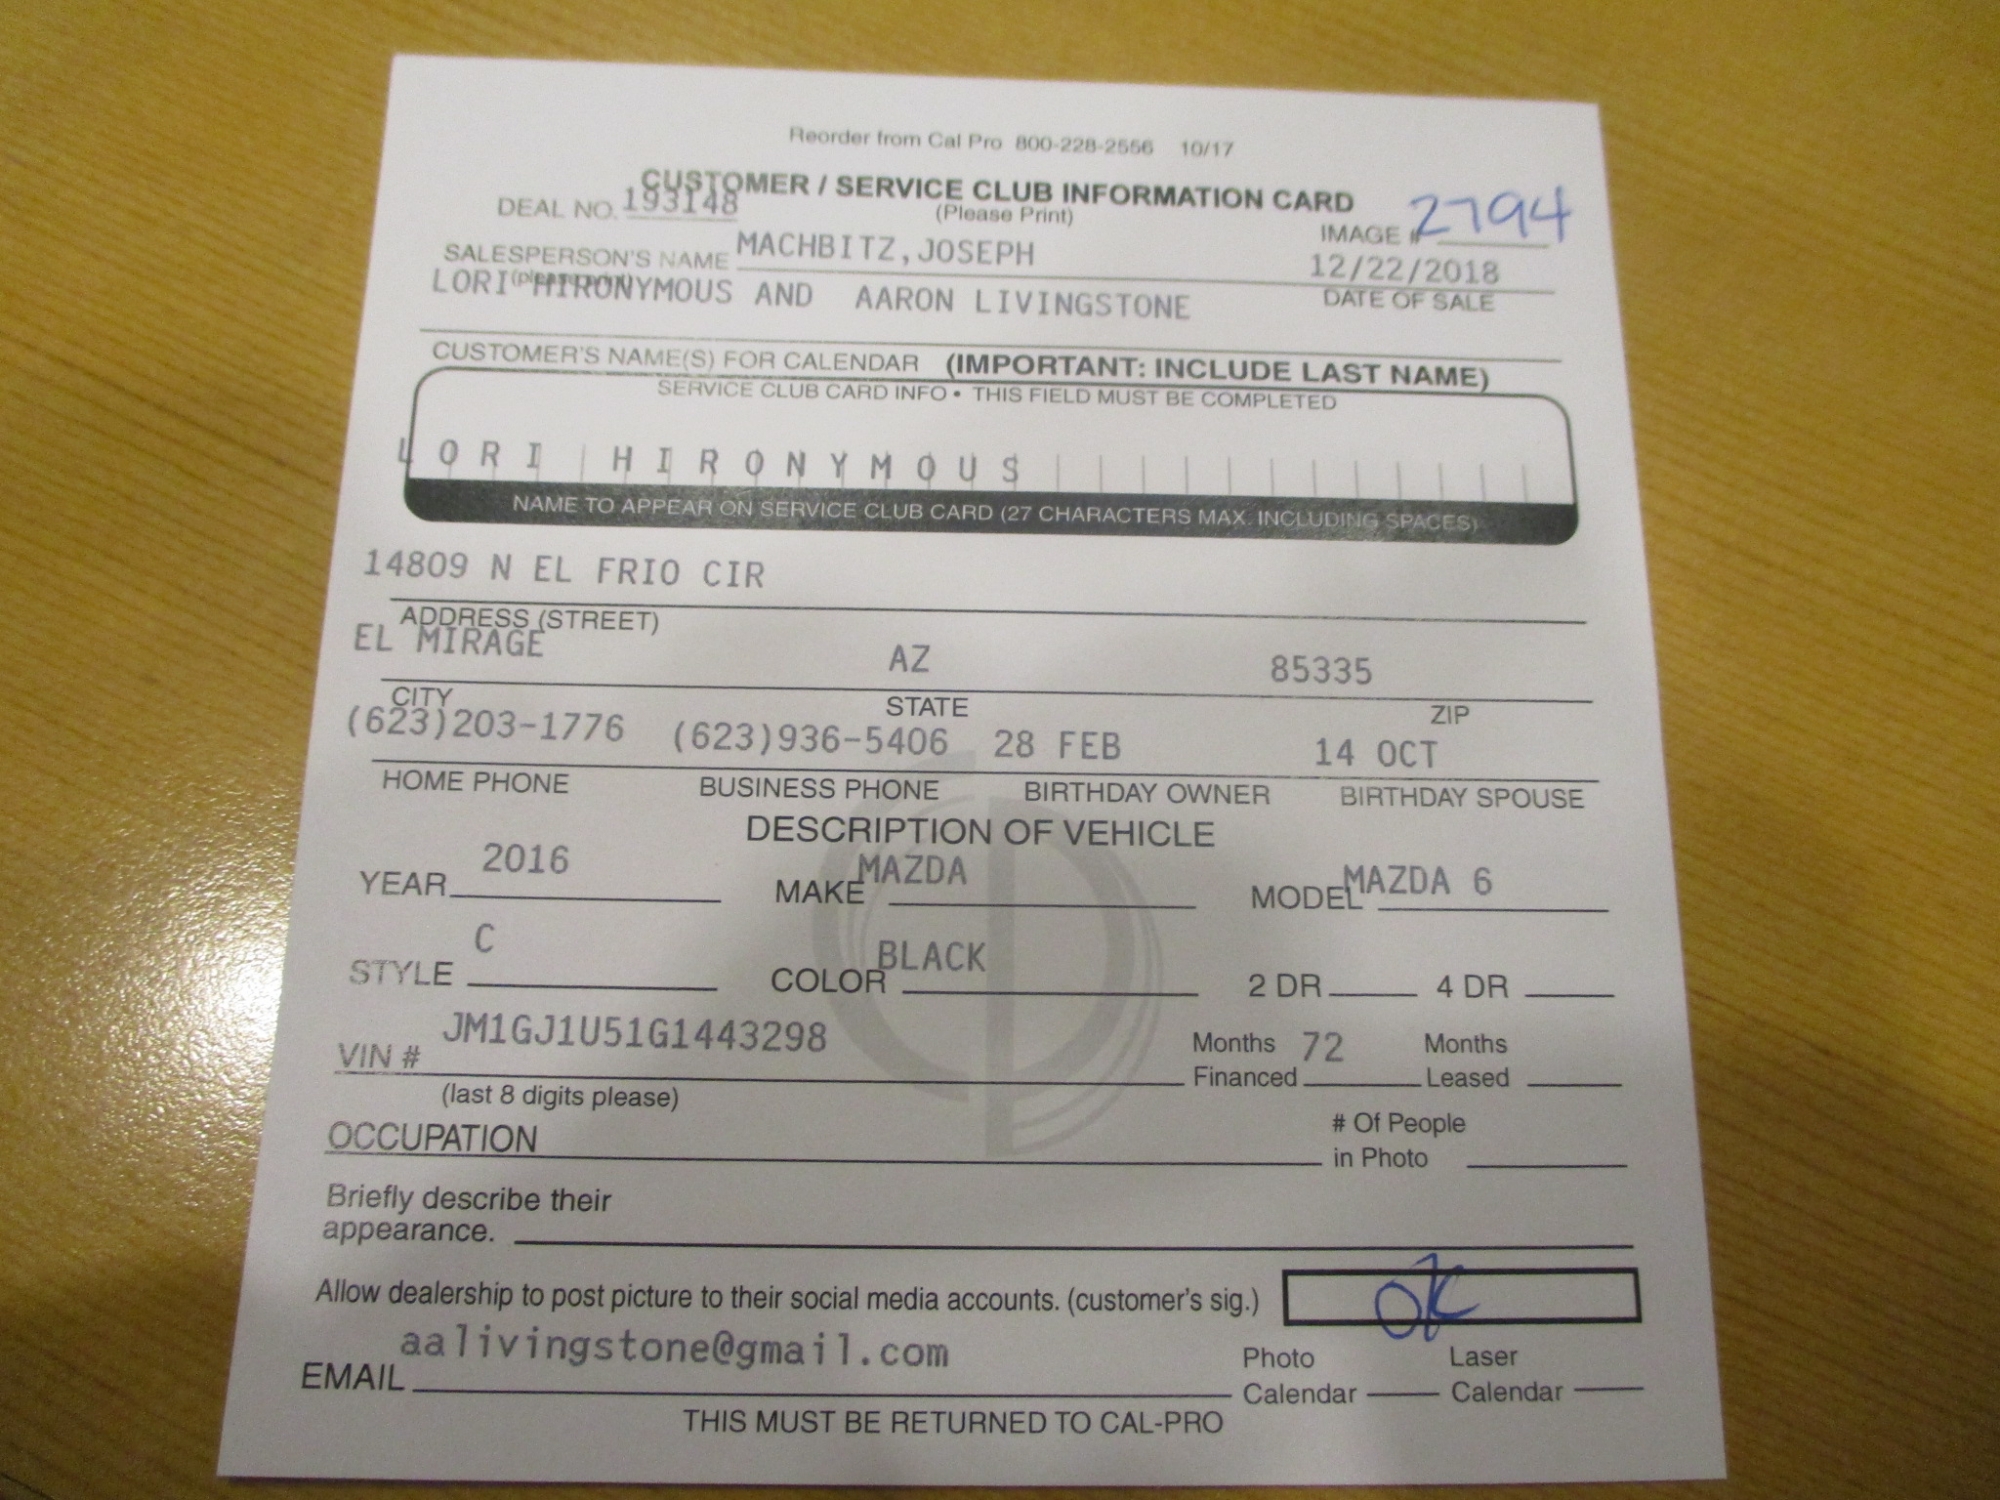 Reorder from Cal Pro 800-228-2556 10/17
CUSTOMER / SERVICE CLUB INFORMATION CARD
(Please Print)
DEAL NO. 193148
IMAGE # 2794
SALESPERSON'S NAME MACHBITZ,JOSEPH
(please print)
12/22/2018
DATE OF SALE
LORI HIRONYMOUS AND AARON LIVINGSTONE
CUSTOMER'S NAME(S) FOR CALENDAR (IMPORTANT: INCLUDE LAST NAME)
SERVICE CLUB CARD INFO • THIS FIELD MUST BE COMPLETED
LORI HIRONYMOUS
NAME TO APPEAR ON SERVICE CLUB CARD (27 CHARACTERS MAX. INCLUDING SPACES)
14809 N EL FRIO CIR
ADDRESS (STREET)
EL MIRAGE AZ 85335
CITY STATE ZIP
(623)203-1776 (623)936-5406 28 FEB 14 OCT
HOME PHONE BUSINESS PHONE BIRTHDAY OWNER BIRTHDAY SPOUSE
DESCRIPTION OF VEHICLE
YEAR 2016 MAKE MAZDA MODEL MAZDA 6
STYLE C COLOR BLACK 2 DR 4 DR
VIN # JM1GJ1U51G1443298
(last 8 digits please)
Months Financed 72 Months Leased
OCCUPATION
# Of People in Photo
Briefly describe their
appearance.
Allow dealership to post picture to their social media accounts. (customer's sig.) OK
EMAIL aalivingstone@gmail.com
Photo Calendar Laser Calendar
THIS MUST BE RETURNED TO CAL-PRO